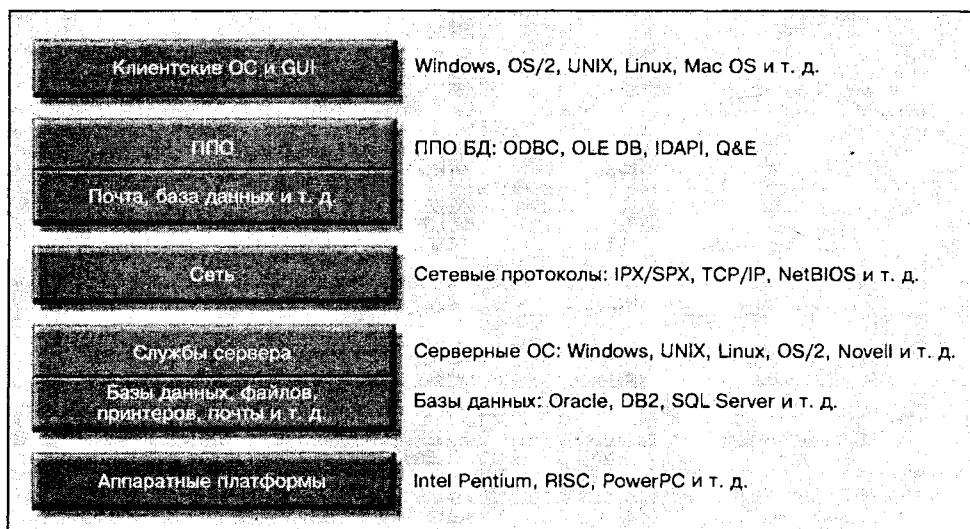 Клиентские ОС и GUI
Windows, OS/2, UNIX, Linux, Mac OS и т. д.
ППО
ППО БД: ODBC, OLE DB, IDAPI, Q&E
Почта, база данных и т. д.
Сеть
Сетевые протоколы: IPX/SPX, TCP/IP, NetBIOS и т. д.
Службы сервера
Серверные ОС: Windows, UNIX, Linux, OS/2, Novell и т. д.
Базы данных, файлов,
принтеров, почты и т. д.
Базы данных: Oracle, DB2, SQL Server и т. д.
Аппаратные платформы
Intel Pentium, RISC, PowerPC и т. д.